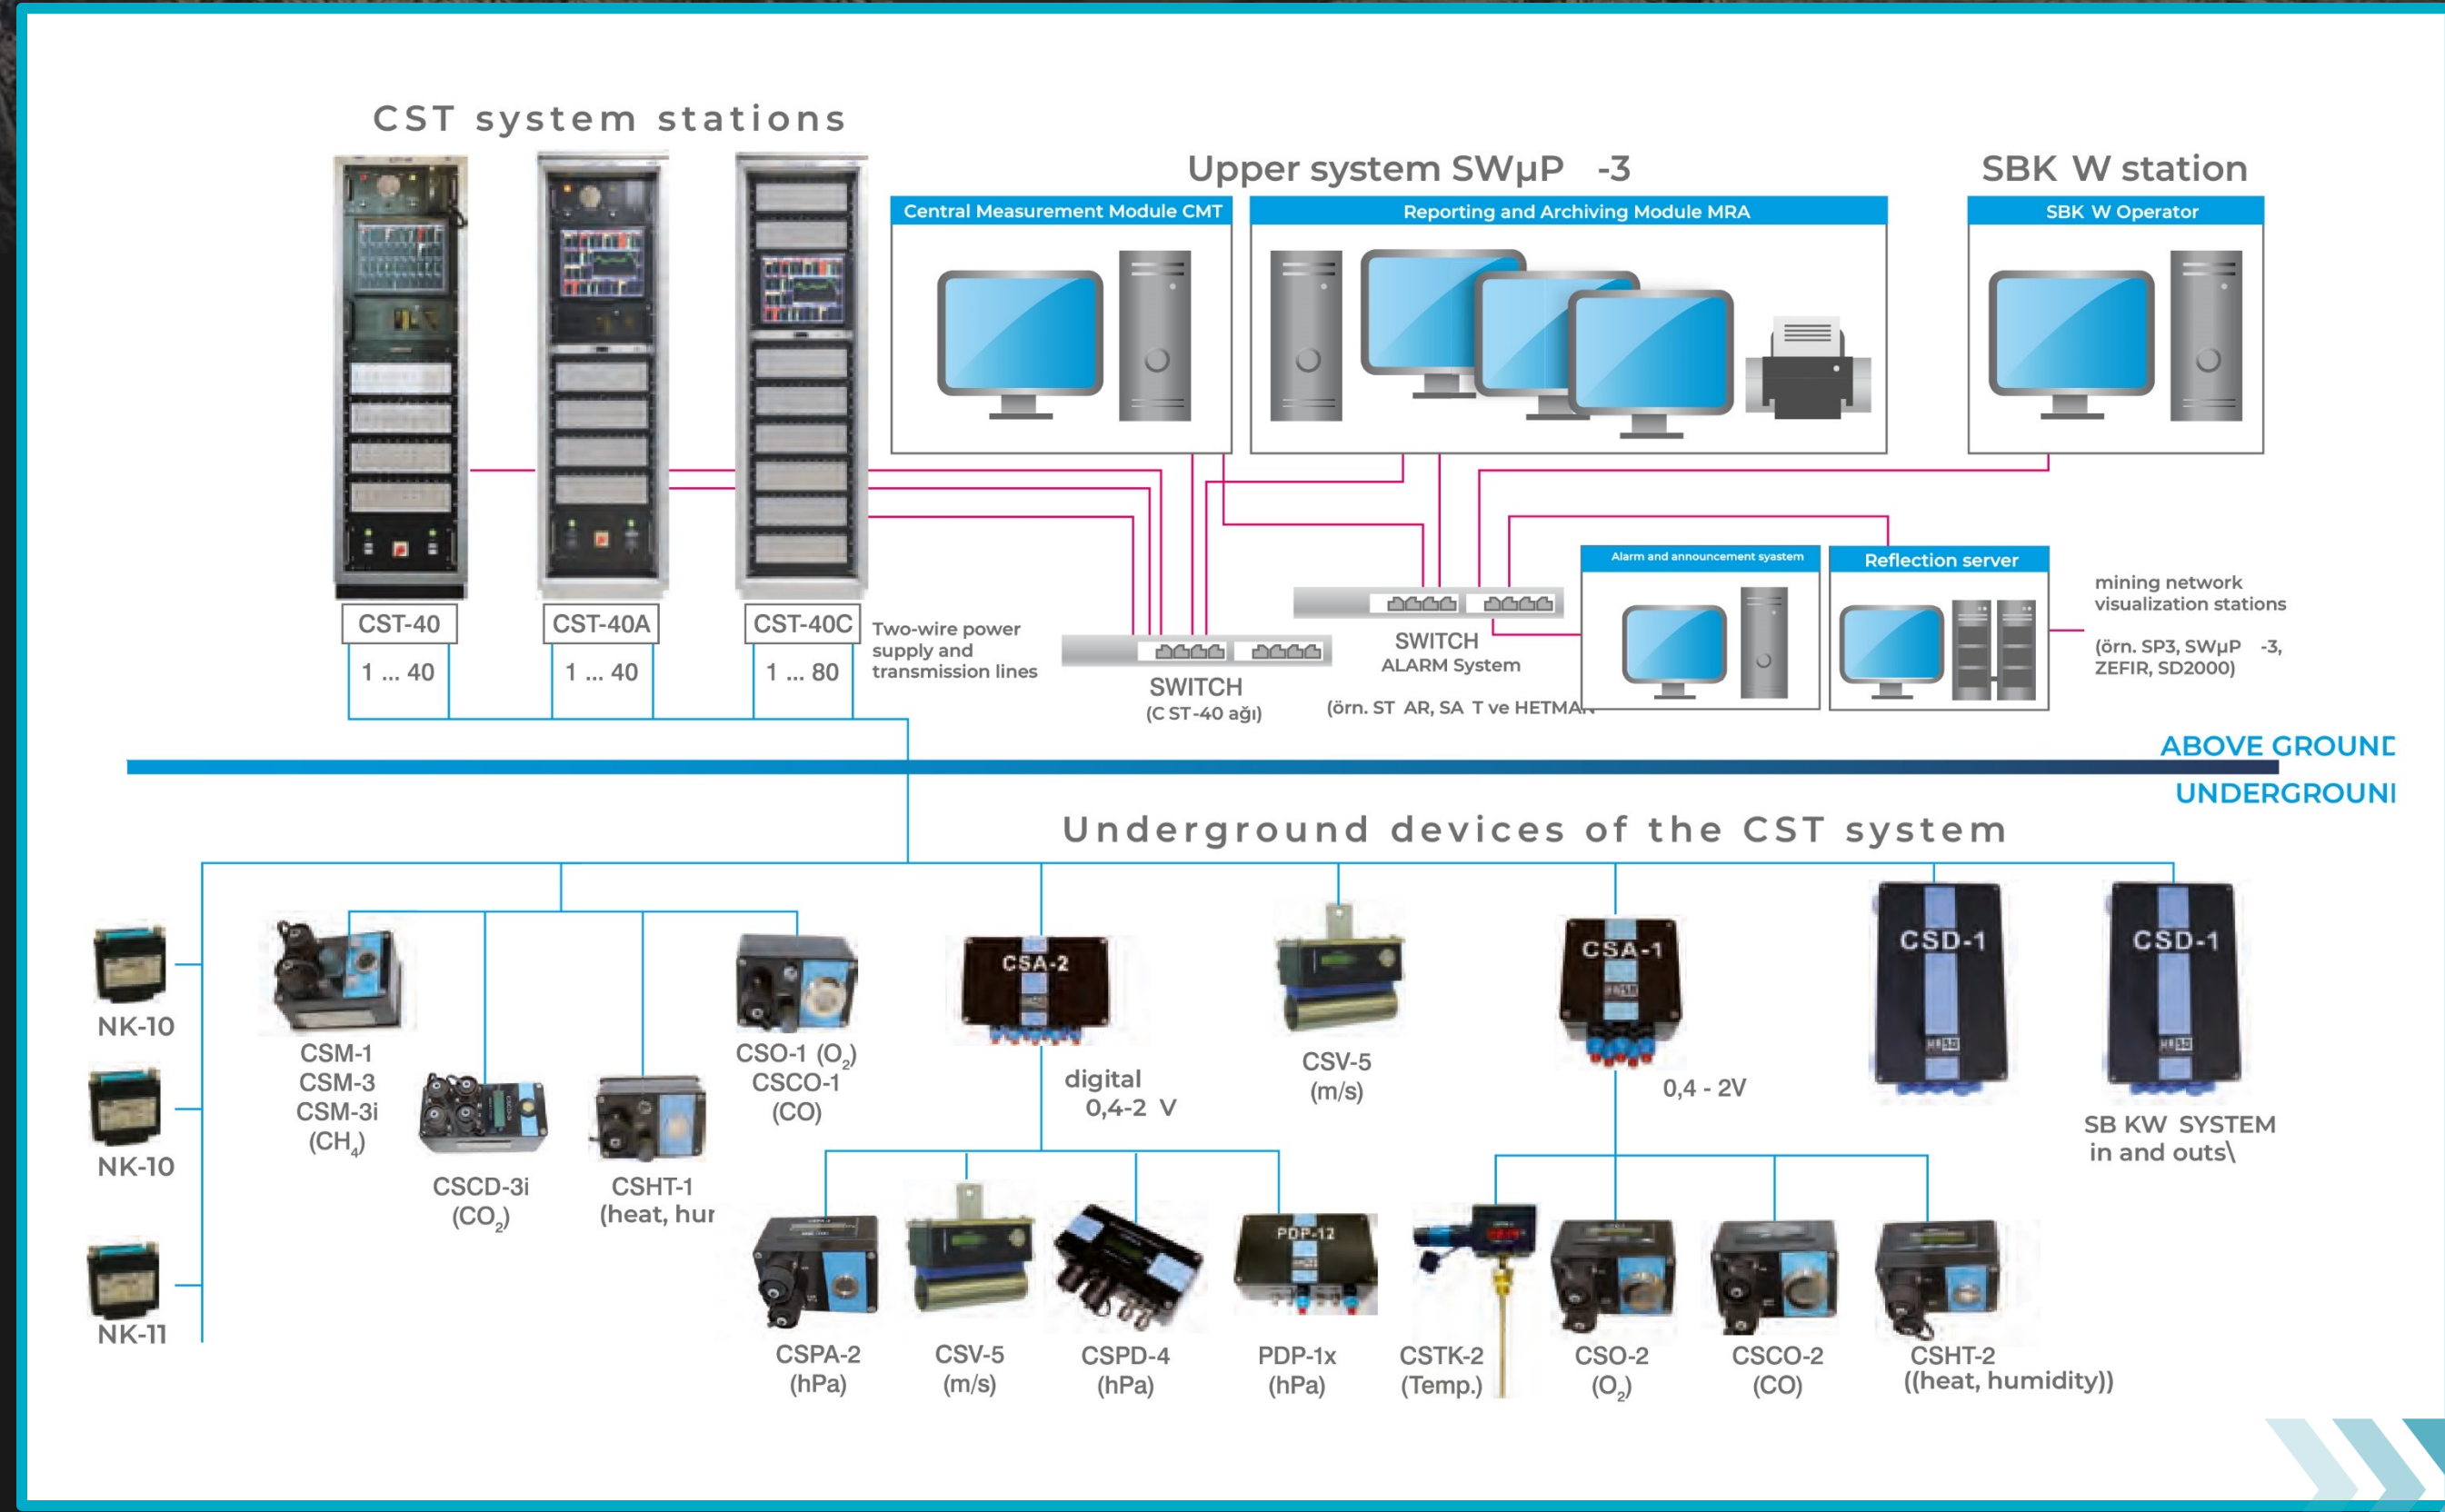 CST system stations
Upper system SWµP -3
SBK W station
Central Measurement Module CMT
Reporting and Archiving Module MRA
SBK W Operator
Alarm and announcement syastem
Reflection server
mining network
visualization stations
(örn. SP3, SWµP -3,
ZEFIR, SD2000)
CST-40
CST-40A
CST-40C
1 ... 40
1 ... 40
1 ... 80
Two-wire power
supply and
transmission lines
SWITCH
(C ST-40 ağı)
SWITCH
ALARM System
(örn. ST AR, SA T ve HETMAN
ABOVE GROUND
UNDERGROUNI
Underground devices of the CST system
NK-10
NK-10
NK-11
CSM-1
CSM-3
CSM-3i
(CH₄)
CSCD-3i
(CO₂)
CSHT-1
(heat, hur
CSO-1 (O₂)
CSCO-1
(CO)
CSA-2
digital
0,4-2 V
CSV-5
(m/s)
CSA-1
0,4 - 2V
CSD-1
CSD-1
SB KW SYSTEM
in and outs\
PDP-12
CSPA-2
(hPa)
CSV-5
(m/s)
CSPD-4
(hPa)
PDP-1x
(hPa)
CSTK-2
(Temp.)
CSO-2
(O₂)
CSCO-2
(CO)
CSHT-2
((heat, humidity))